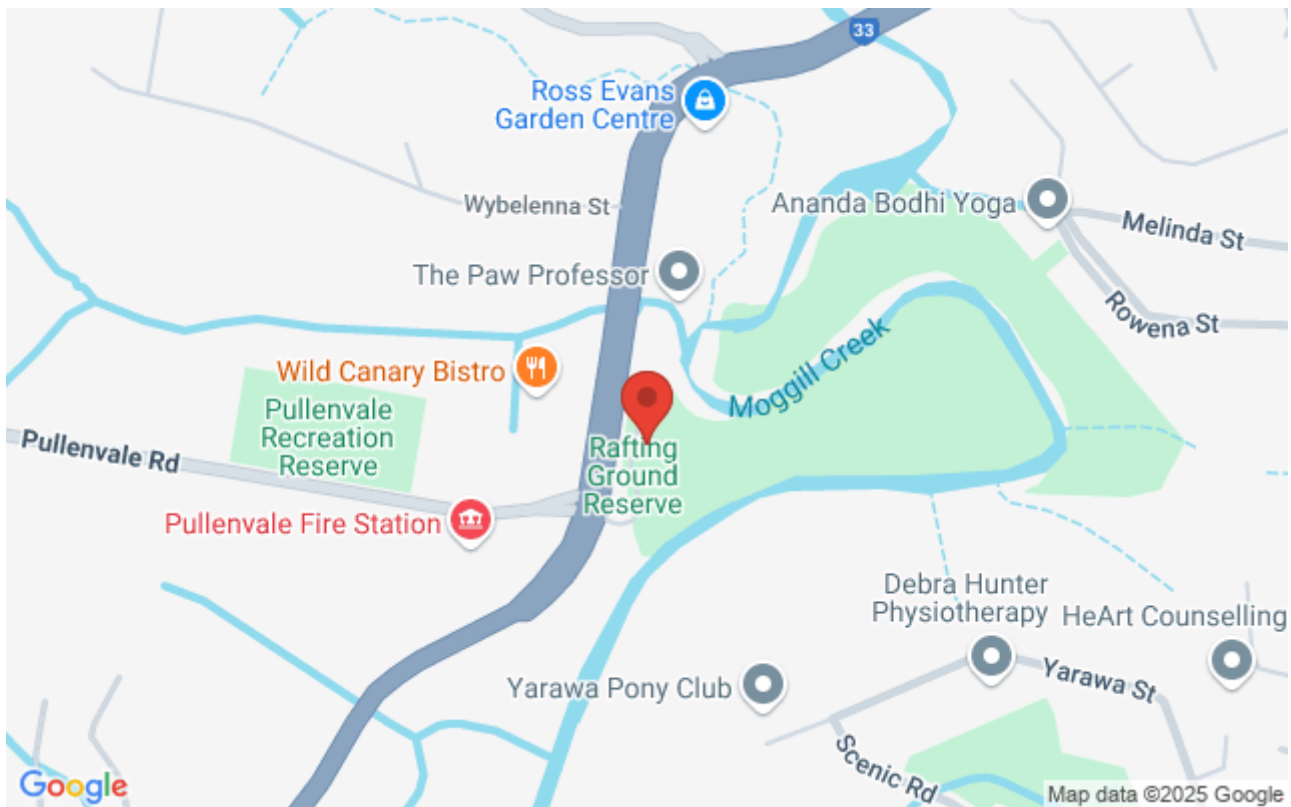 33
Ross Evans
Garden Centre
Wybelenna St
Ananda Bodhi Yoga
Melinda St
The Paw Professor
Rowena St
Wild Canary Bistro
Moggill Creek
Pullenvale
Recreation
Reserve
Pullenvale Rd
Rafting
Ground
Reserve
Pullenvale Fire Station
Debra Hunter
Physiotherapy
HeArt Counselling
Yarawa Pony Club
Yarawa St
Scenic Rd
Google
Map data ©2025 Google